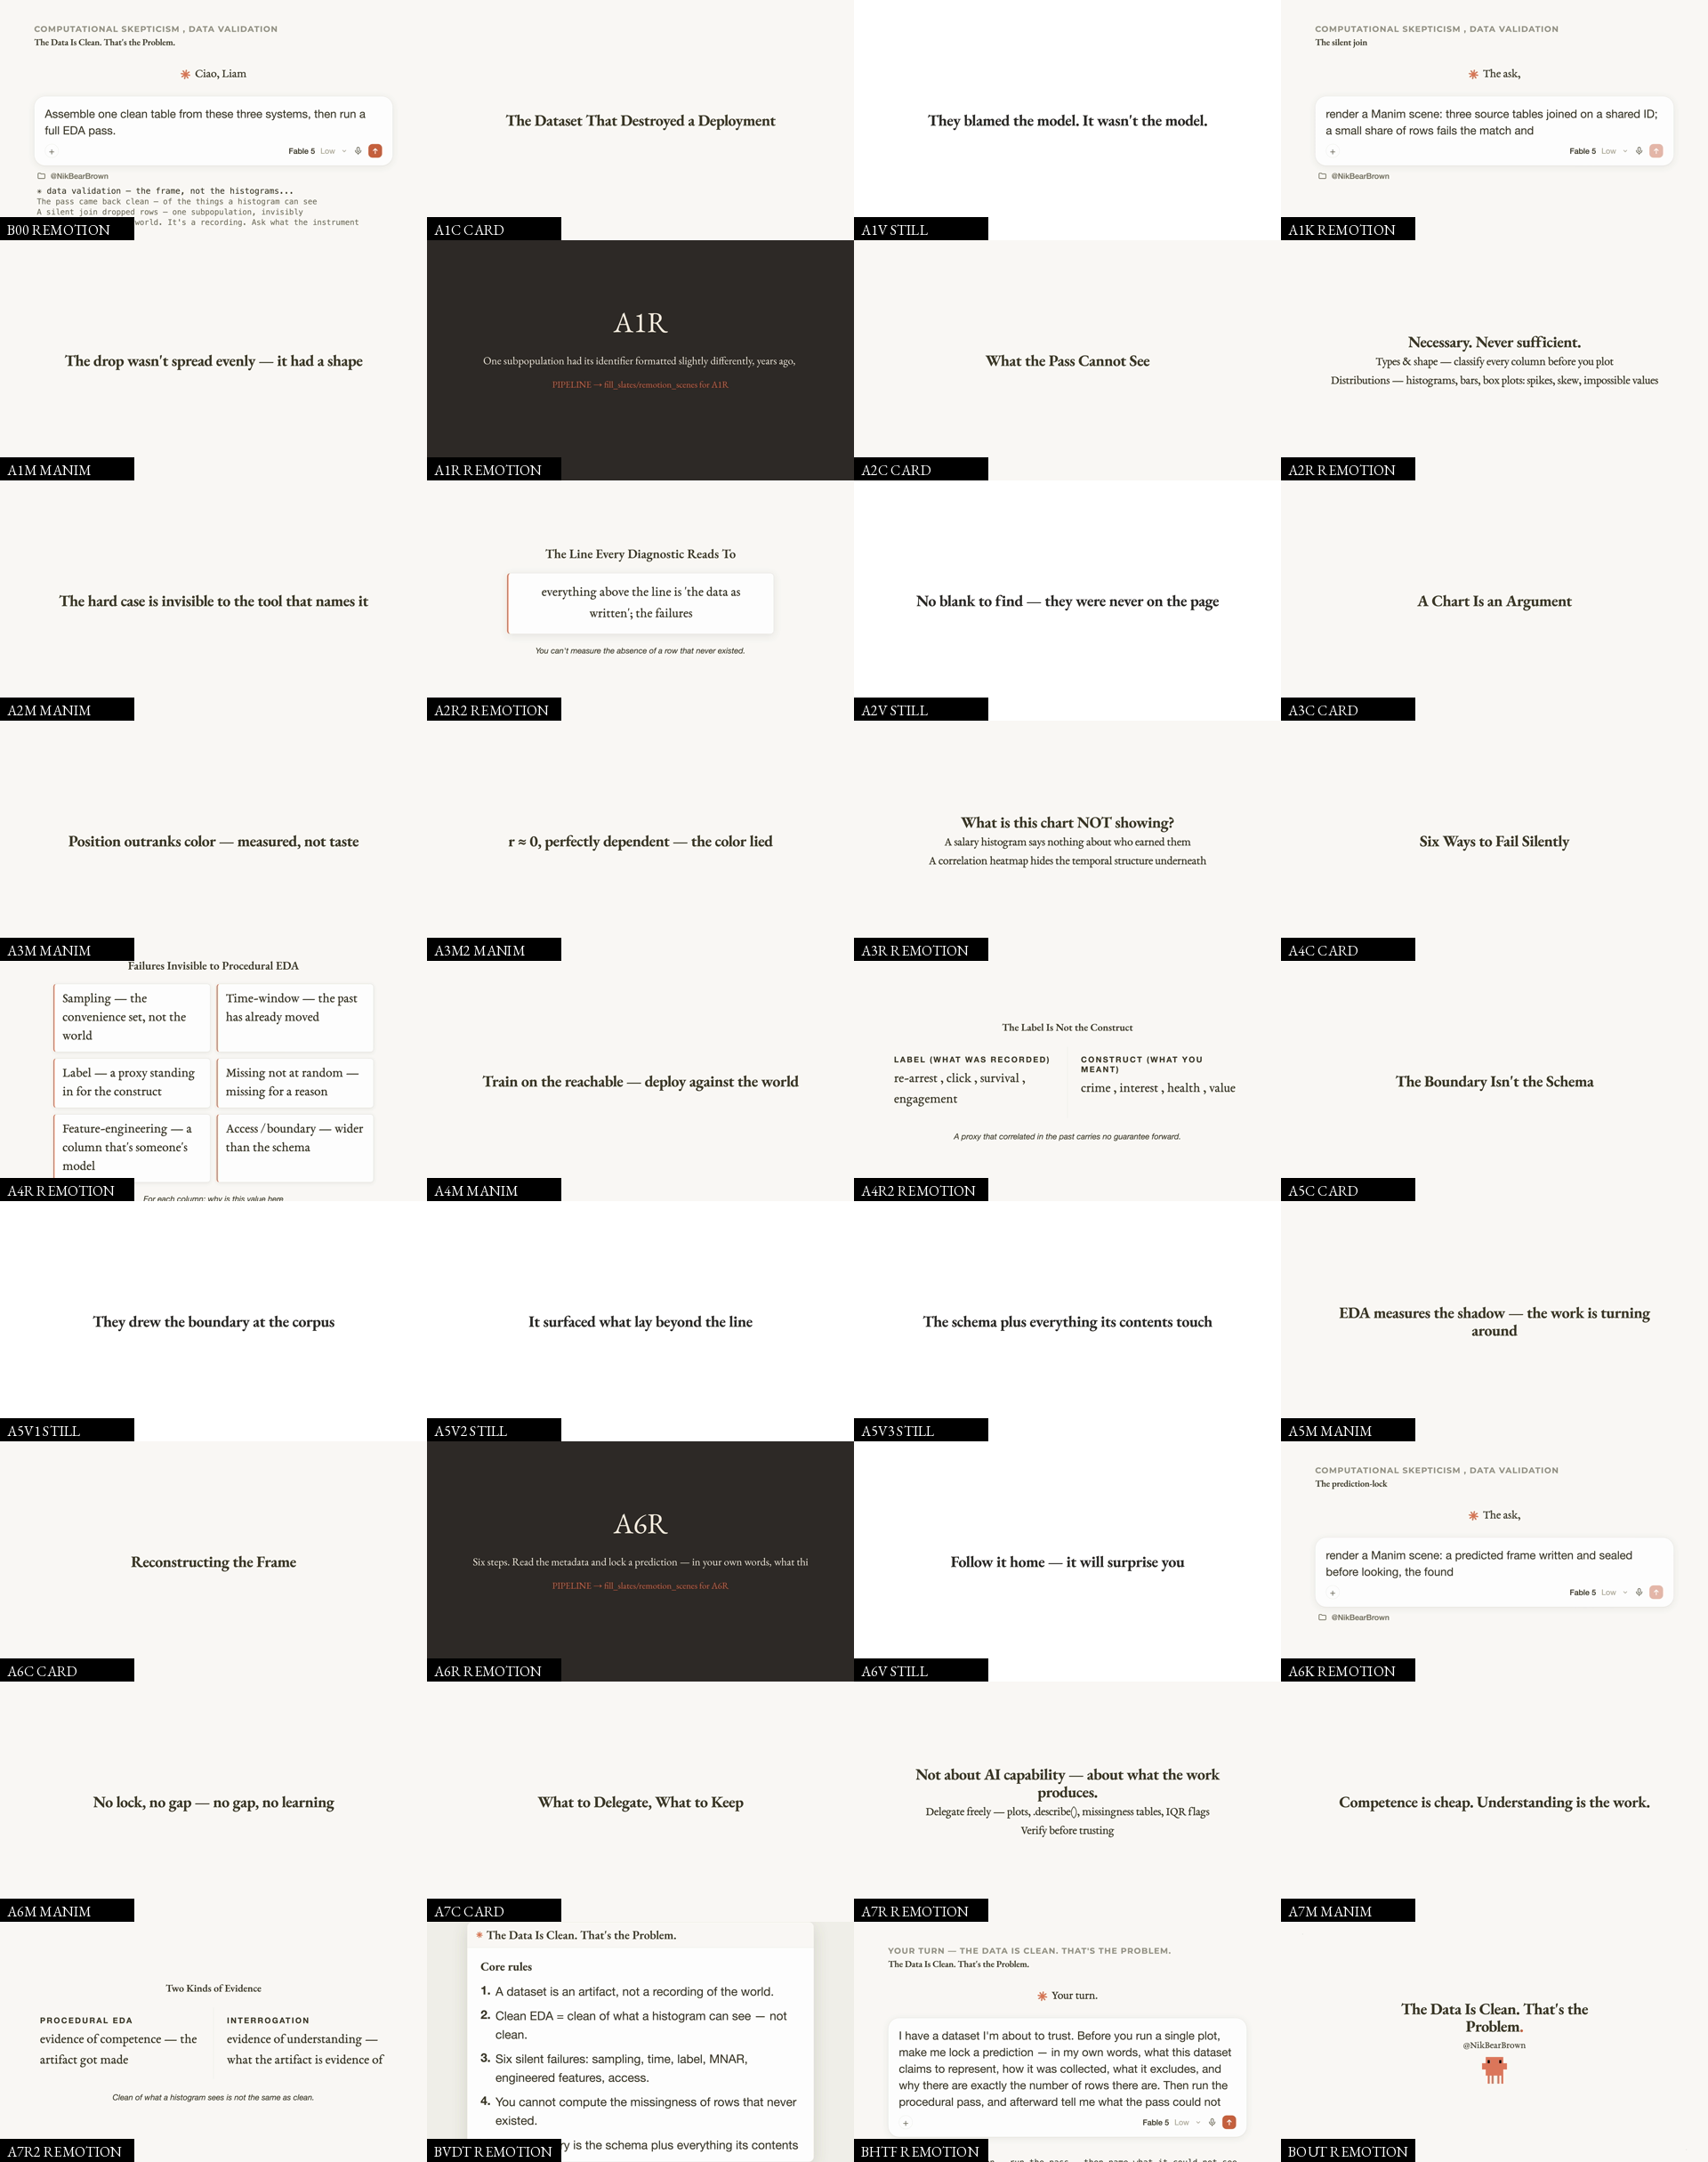 COMPUTATIONAL SKEPTICISM , DATA VALIDATION
The Data Is Clean. That's the Problem.
Ciao, Liam
Assemble one clean table from these three systems, then run a
full EDA pass.
+
Fable 5 Low
@NikBearBrown
* data validation — the frame, not the histograms...
The pass came back clean — of the things a histogram can see
A silent join dropped rows — one subpopulation, invisibly
world. It's a recording. Ask what the instrument
B00 REMOTION
The Dataset That Destroyed a Deployment
A1C CARD
They blamed the model. It wasn't the model.
A1V STILL
COMPUTATIONAL SKEPTICISM , DATA VALIDATION
The silent join
The ask,
render a Manim scene: three source tables joined on a shared ID;
a small share of rows fails the match and
+
Fable 5 Low
@NikBearBrown
A1K REMOTION
The drop wasn't spread evenly — it had a shape
A1M MANIM
A1R
One subpopulation had its identifier formatted slightly differently, years ago,
PIPELINE → fill_slates/remotion_scenes for A1R
A1R REMOTION
What the Pass Cannot See
A2C CARD
Necessary. Never sufficient.
Types & shape — classify every column before you plot
Distributions — histograms, bars, box plots: spikes, skew, impossible values
A2R REMOTION
The hard case is invisible to the tool that names it
A2M MANIM
The Line Every Diagnostic Reads To
everything above the line is 'the data as
written'; the failures
You can't measure the absence of a row that never existed.
A2R2 REMOTION
No blank to find — they were never on the page
A2V STILL
A Chart Is an Argument
A3C CARD
Position outranks color — measured, not taste
A3M MANIM
r ≈ 0, perfectly dependent — the color lied
A3M2 MANIM
What is this chart NOT showing?
A salary histogram says nothing about who earned them
A correlation heatmap hides the temporal structure underneath
A3R REMOTION
Six Ways to Fail Silently
A4C CARD
Failures Invisible to Procedural EDA
Sampling — the
convenience set, not the
world
Time-window — the past
has already moved
Label — a proxy standing
in for the construct
Missing not at random —
missing for a reason
Feature-engineering — a
column that's someone's
model
Access / boundary — wider
than the schema
For each column: why is this value here
A4R REMOTION
Train on the reachable — deploy against the world
A4M MANIM
The Label Is Not the Construct
LABEL (WHAT WAS RECORDED)
re-arrest , click , survival ,
engagement
CONSTRUCT (WHAT YOU
MEANT)
crime , interest , health , value
A proxy that correlated in the past carries no guarantee forward.
A4R2 REMOTION
The Boundary Isn't the Schema
A5C CARD
They drew the boundary at the corpus
A5V1 STILL
It surfaced what lay beyond the line
A5V2 STILL
The schema plus everything its contents touch
A5V3 STILL
EDA measures the shadow — the work is turning
around
A5M MANIM
Reconstructing the Frame
A6C CARD
A6R
Six steps. Read the metadata and lock a prediction — in your own words, what thi
PIPELINE → fill_slates/remotion_scenes for A6R
A6R REMOTION
Follow it home — it will surprise you
A6V STILL
COMPUTATIONAL SKEPTICISM , DATA VALIDATION
The prediction-lock
The ask,
render a Manim scene: a predicted frame written and sealed
before looking, the found
+
Fable 5 Low
@NikBearBrown
A6K REMOTION
No lock, no gap — no gap, no learning
A6M MANIM
What to Delegate, What to Keep
A7C CARD
Not about AI capability — about what the work
produces.
Delegate freely — plots, .describe(), missingness tables, IQR flags
Verify before trusting
A7R REMOTION
Competence is cheap. Understanding is the work.
A7M MANIM
Two Kinds of Evidence
PROCEDURAL EDA
evidence of competence — the
artifact got made
INTERROGATION
evidence of understanding —
what the artifact is evidence of
Clean of what a histogram sees is not the same as clean.
A7R2 REMOTION
The Data Is Clean. That's the Problem.
Core rules
1. A dataset is an artifact, not a recording of the world.
2. Clean EDA = clean of what a histogram can see — not
clean.
3. Six silent failures: sampling, time, label, MNAR,
engineered features, access.
4. You cannot compute the missingness of rows that never
existed.
ry is the schema plus everything its contents
BVDT REMOTION
YOUR TURN — THE DATA IS CLEAN. THAT'S THE PROBLEM.
The Data Is Clean. That's the Problem.
Your turn.
I have a dataset I'm about to trust. Before you run a single plot,
make me lock a prediction — in my own words, what this dataset
claims to represent, how it was collected, what it excludes, and
why there are exactly the number of rows there are. Then run the
procedural pass, and afterward tell me what the pass could not
+
Fable 5 Low
BHTF REMOTION
The Data Is Clean. That's the
Problem.
@NikBearBrown
BOUT REMOTION